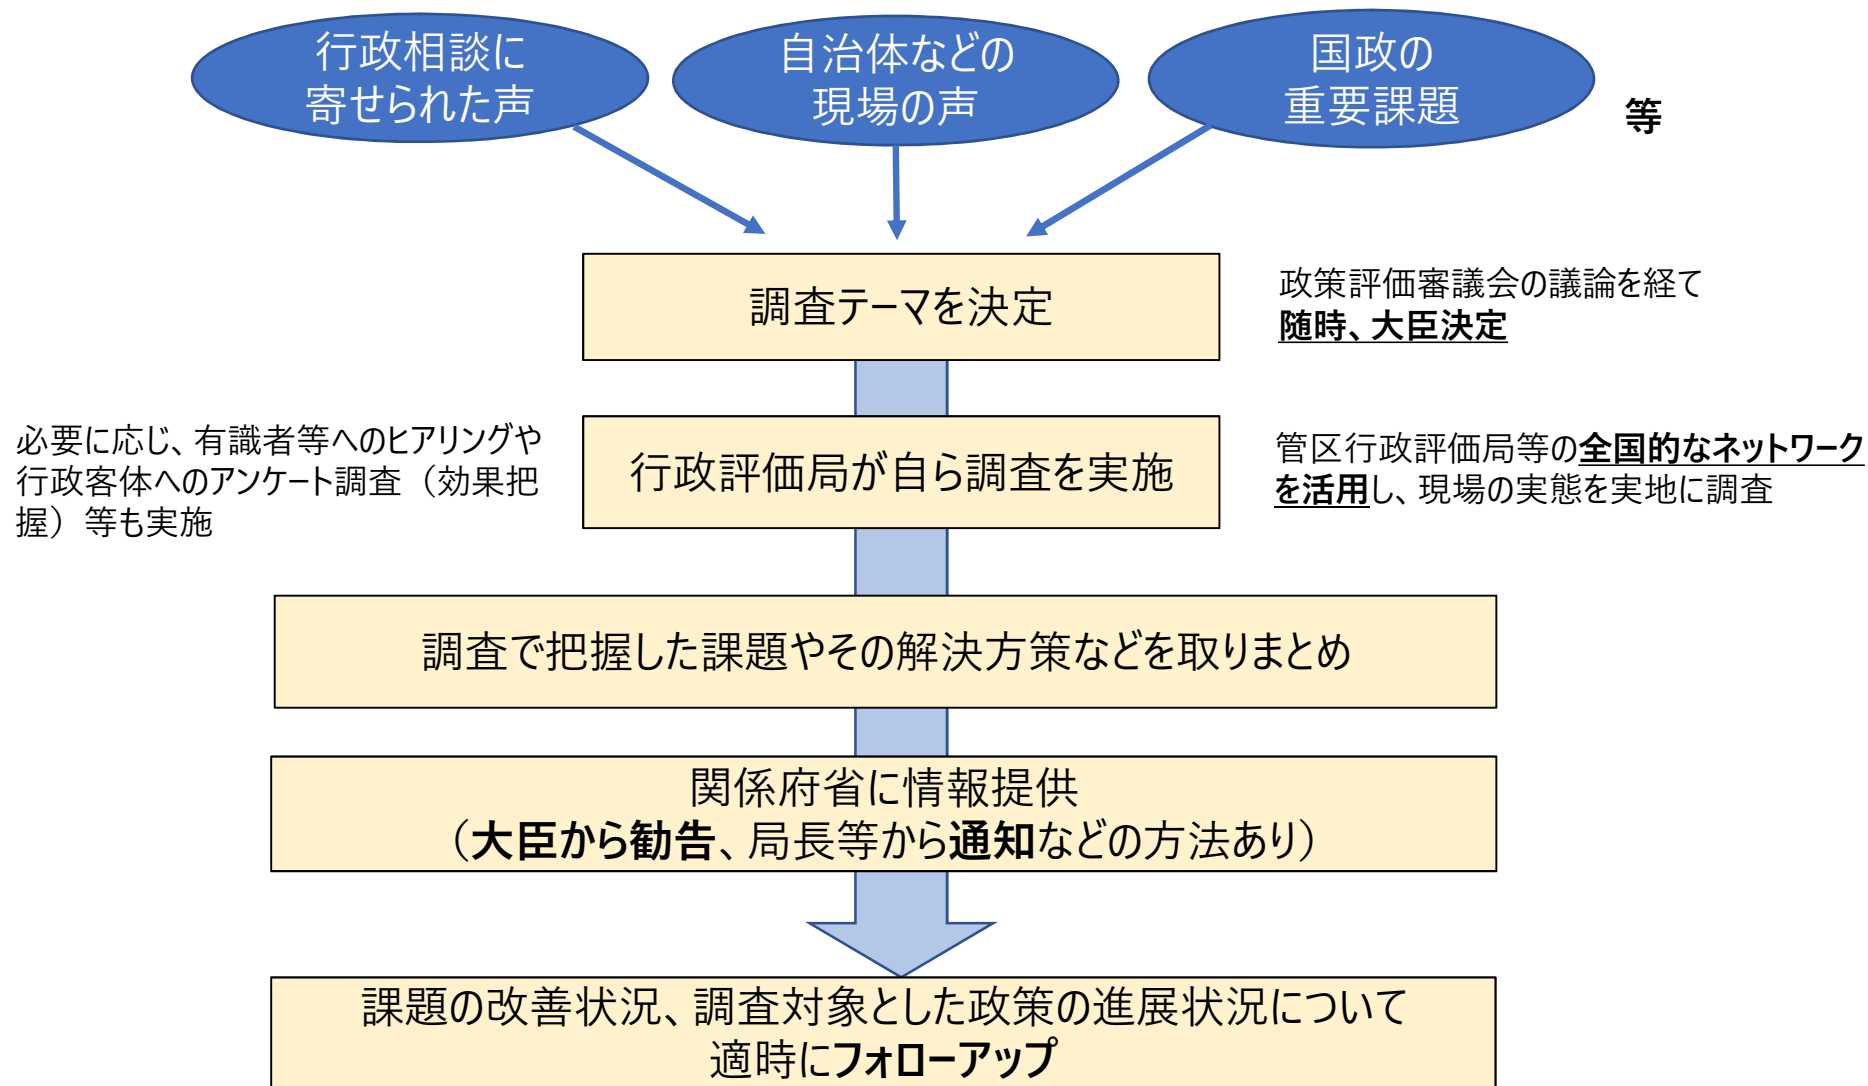 行政相談に
寄せられた声
自治体などの
現場の声
国政の
重要課題
等
調査テーマを決定
政策評価審議会の議論を経て
随時、大臣決定
必要に応じ、有識者等へのヒアリングや
行政客体へのアンケート調査（効果把
握）等も実施
行政評価局が自ら調査を実施
管区行政評価局等の全国的なネットワーク
を活用し、現場の実態を実地に調査
調査で把握した課題やその解決方策などを取りまとめ
関係府省に情報提供
（大臣から勧告、局長等から通知などの方法あり）
課題の改善状況、調査対象とした政策の進展状況について
適時にフォローアップ